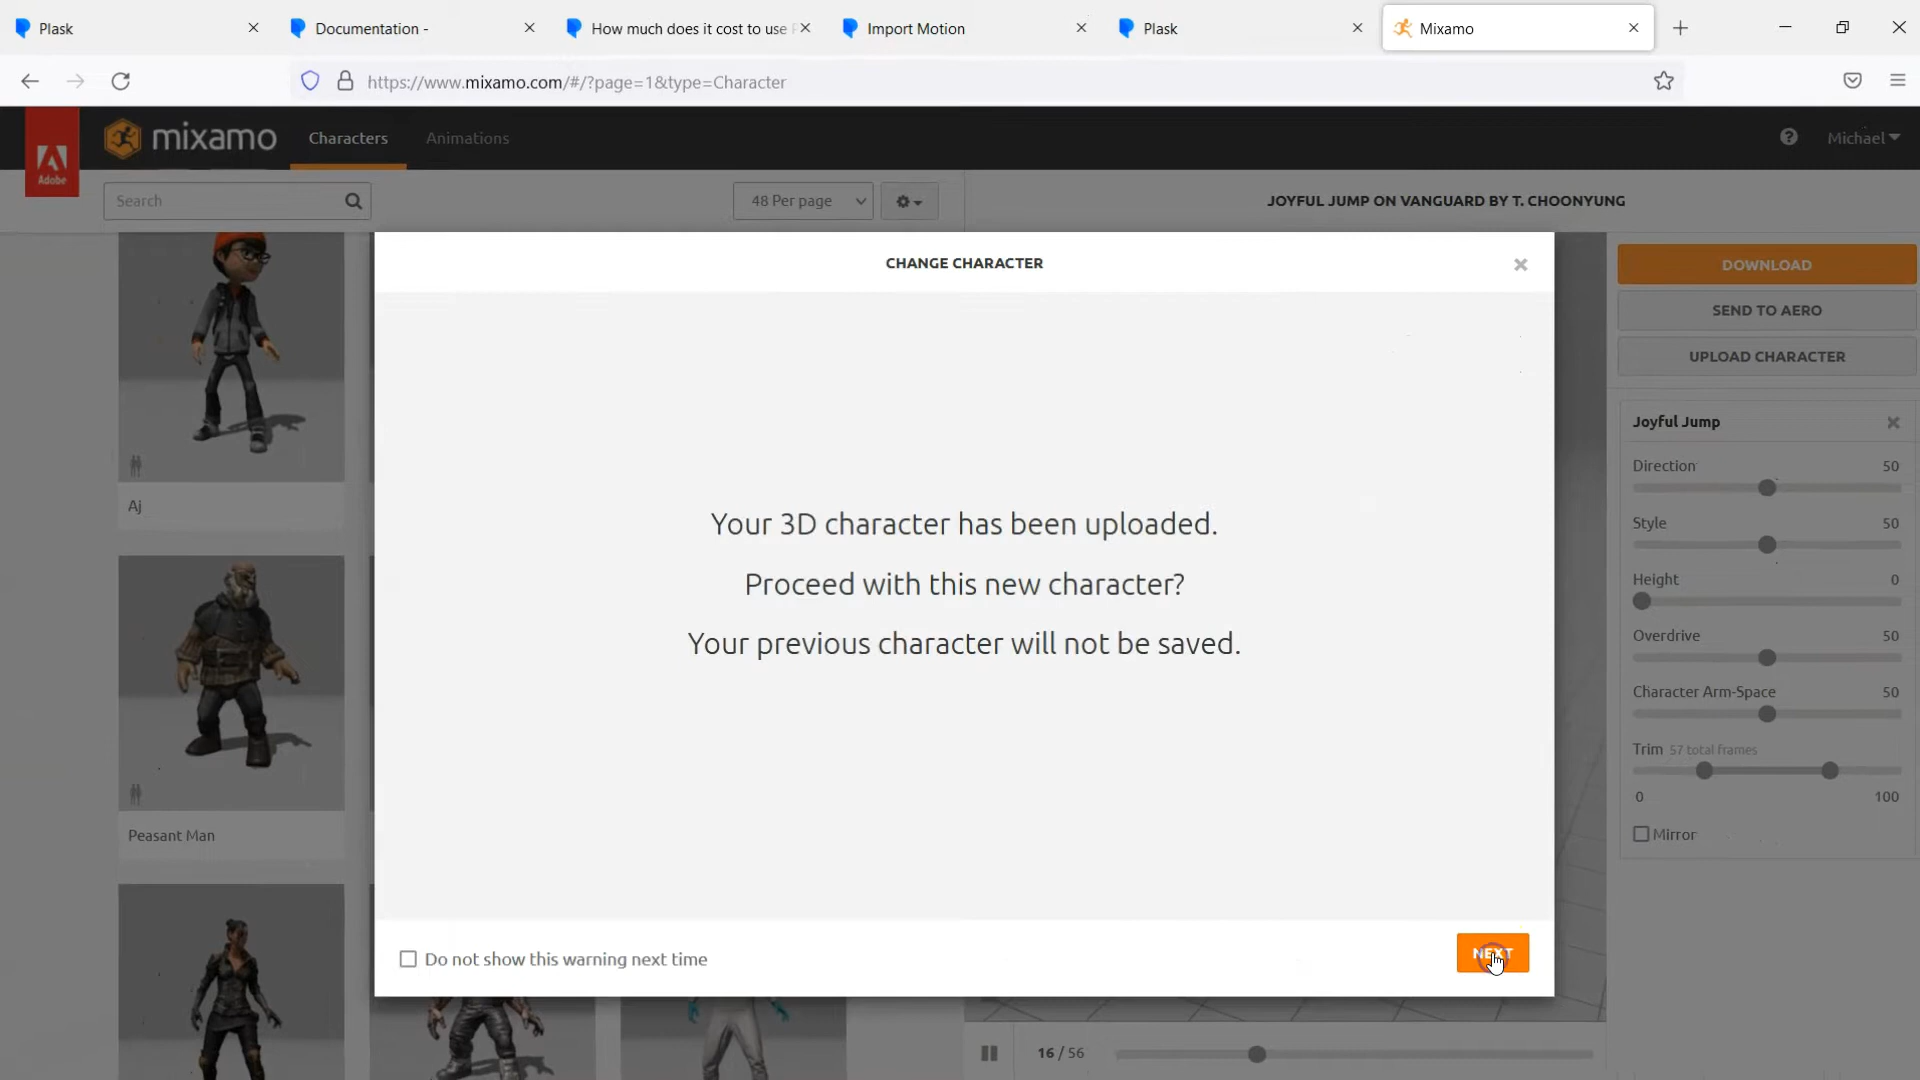 Plask
Documentation -
How much does it cost to use
Import Motion
Plask
Mixamo
https://www.mixamo.com/#/?page=1&type=Character
Adobe
mixamo
Characters
Animations
Michael
Search
48 Per page
JOYFUL JUMP ON VANGUARD BY T. CHOONYUNG
CHANGE CHARACTER
DOWNLOAD
SEND TO AERO
UPLOAD CHARACTER
Your 3D character has been uploaded.
Proceed with this new character?
Your previous character will not be saved.
Aj
Peasant Man
Joyful Jump
Direction 50
Style 50
Height 0
Overdrive 50
Character Arm-Space 50
Trim 57 total frames
0 100
Mirror
Do not show this warning next time
NEXT
16 / 56